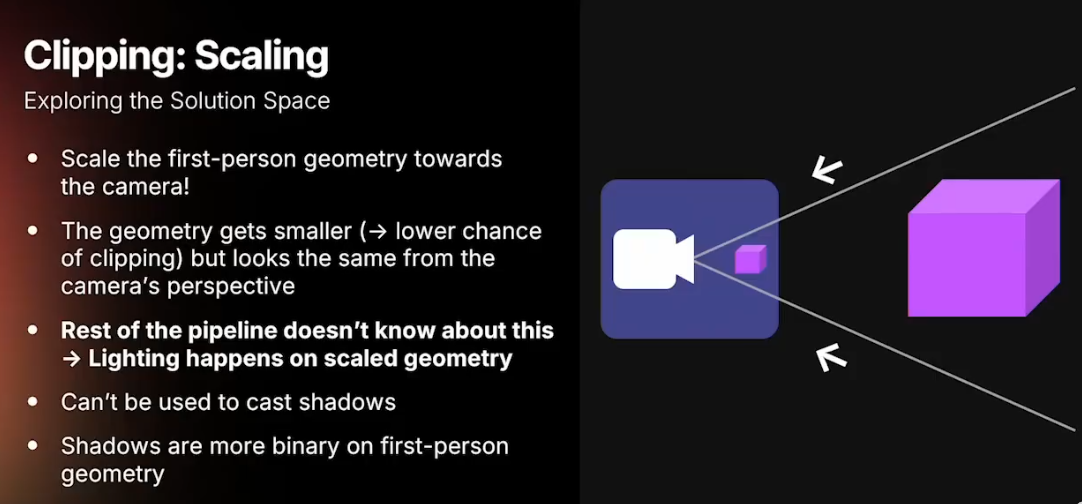 Clipping: Scaling
Exploring the Solution Space
• Scale the first-person geometry towards
the camera!
• The geometry gets smaller (→ lower chance
of clipping) but looks the same from the
camera’s perspective
• Rest of the pipeline doesn’t know about this
→ Lighting happens on scaled geometry
• Can’t be used to cast shadows
• Shadows are more binary on first-person
geometry